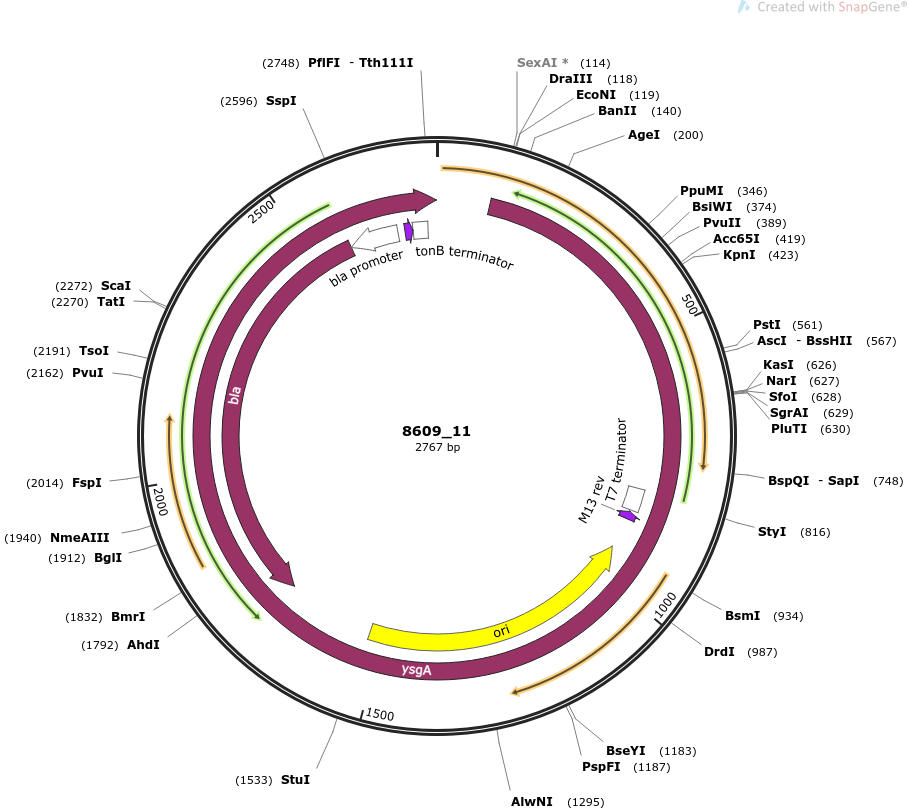 Created with SnapGene®
(2748) PflFI - Tth111I
SexAI * (114)
DraIII (118)
EcoNI (119)
BanII (140)
AgeI (200)
(2596) SspI
PpuMI (346)
BsiWI (374)
PvuII (389)
Acc65I (419)
KpnI (423)
2500
bla promoter
tonB terminator
(2272) ScaI
(2270) TatI
500
PstI (561)
AscI - BssHII (567)
(2191) TsoI
(2162) PvuI
KasI (626)
NarI (627)
SfoI (628)
SgrAI (629)
PluTI (630)
bla
8609_11
2767 bp
T7 terminator
M13 rev
(2014) FspI
2000
BspQI - SapI (748)
StyI (816)
(1940) NmeAIII
(1912) BglI
(1832) BmrI
(1792) AhdI
1000
BsmI (934)
DrdI (987)
ori
ysgA
1500
BseYI (1183)
PspFI (1187)
(1533) StuI
AlwNI (1295)